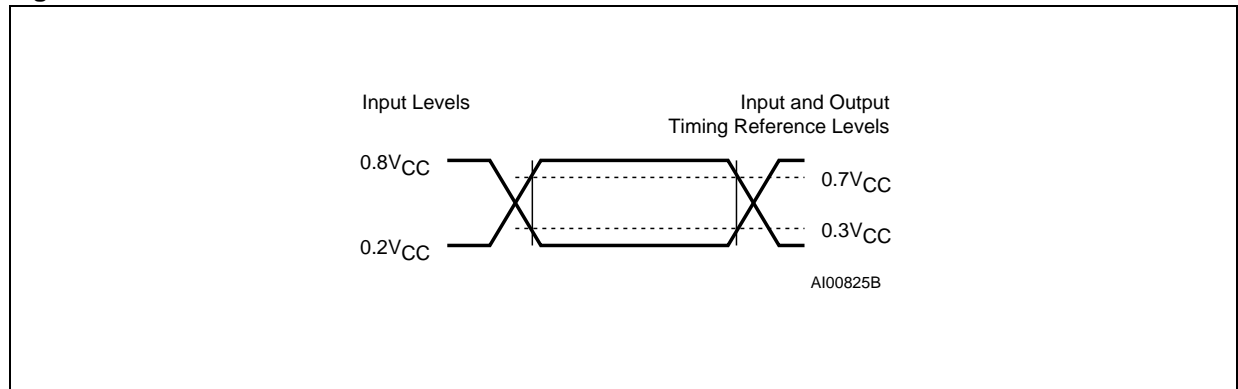 Input Levels
Input and Output
Timing Reference Levels
0.8VCC
0.7VCC
0.3VCC
0.2VCC
AI00825B